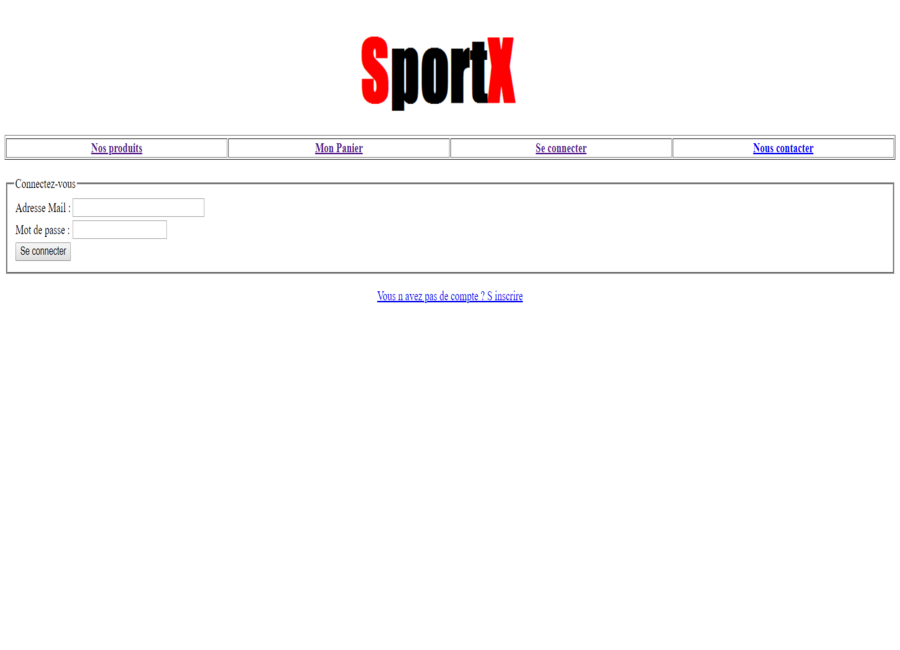 SportX
Nos produits Mon Panier Se connecter Nous contacter
Connectez-vous
Adresse Mail :
Mot de passe :
Se connecter
Vous n avez pas de compte ? S inscrire